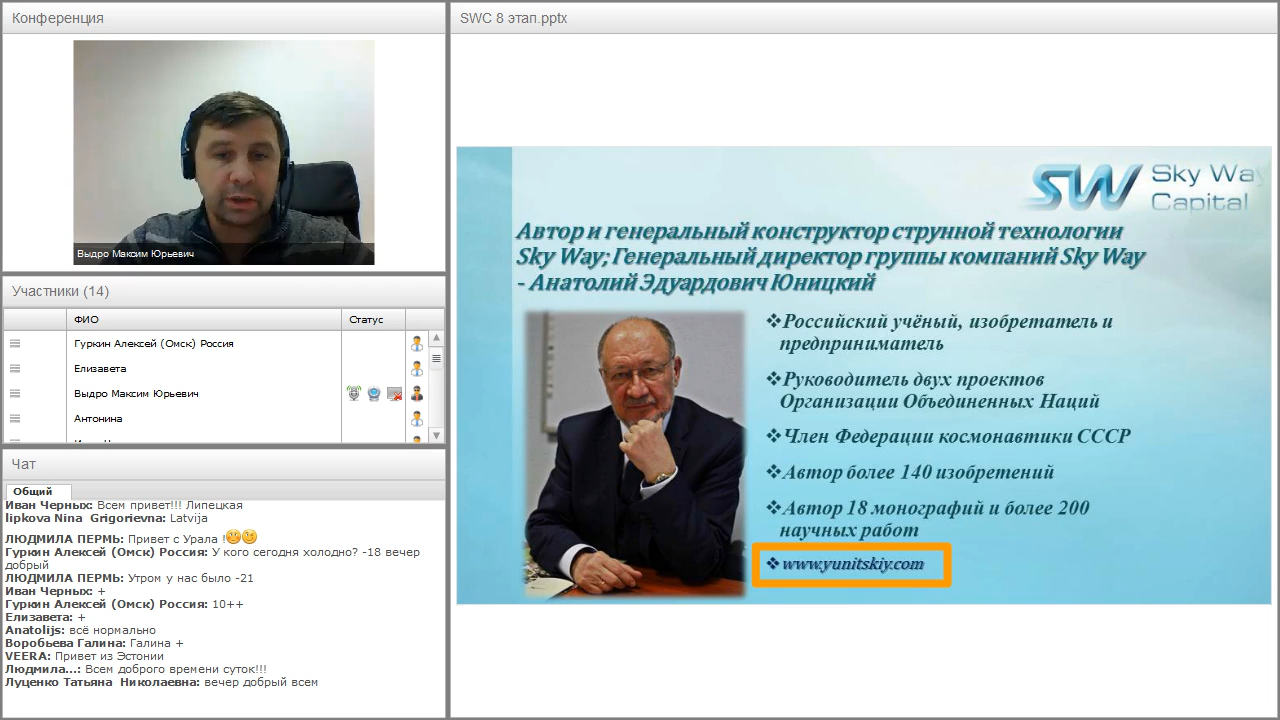 Конференция
Выдро Максим Юрьевич
Участники (14)
ФИО Статус
Гуркин Алексей (Омск) Россия
Елизавета
Выдро Максим Юрьевич
Антонина
Чат
Общий
Иван Черных: Всем привет!!! Липецкая
lipkova Nina Grigorievna: Latvija
ЛЮДМИЛА ПЕРМЬ: Привет с Урала !
Гуркин Алексей (Омск) Россия: У кого сегодня холодно? -18 вечер
добрый
ЛЮДМИЛА ПЕРМЬ: Утром у нас было -21
Иван Черных: +
Гуркин Алексей (Омск) Россия: 10++
Елизавета: +
Anatolijs: всё нормально
Воробьева Галина: Галина +
VEERA: Привет из Эстонии
Людмила...: Всем доброго времени суток!!!
Луценко Татьяна Николаевна: вечер добрый всем
SWC 8 этап.pptx
SW Sky Way
Capital
Автор и генеральный конструктор струнной технологии
Sky Way; Генеральный директор группы компаний Sky Way
- Анатолий Эдуардович Юницкий
❖Российский учёный, изобретатель и
предприниматель
❖Руководитель двух проектов
Организации Объединенных Наций
❖Член Федерации космонавтики СССР
❖Автор более 140 изобретений
❖Автор 18 монографий и более 200
научных работ
❖www.yunitskiy.com